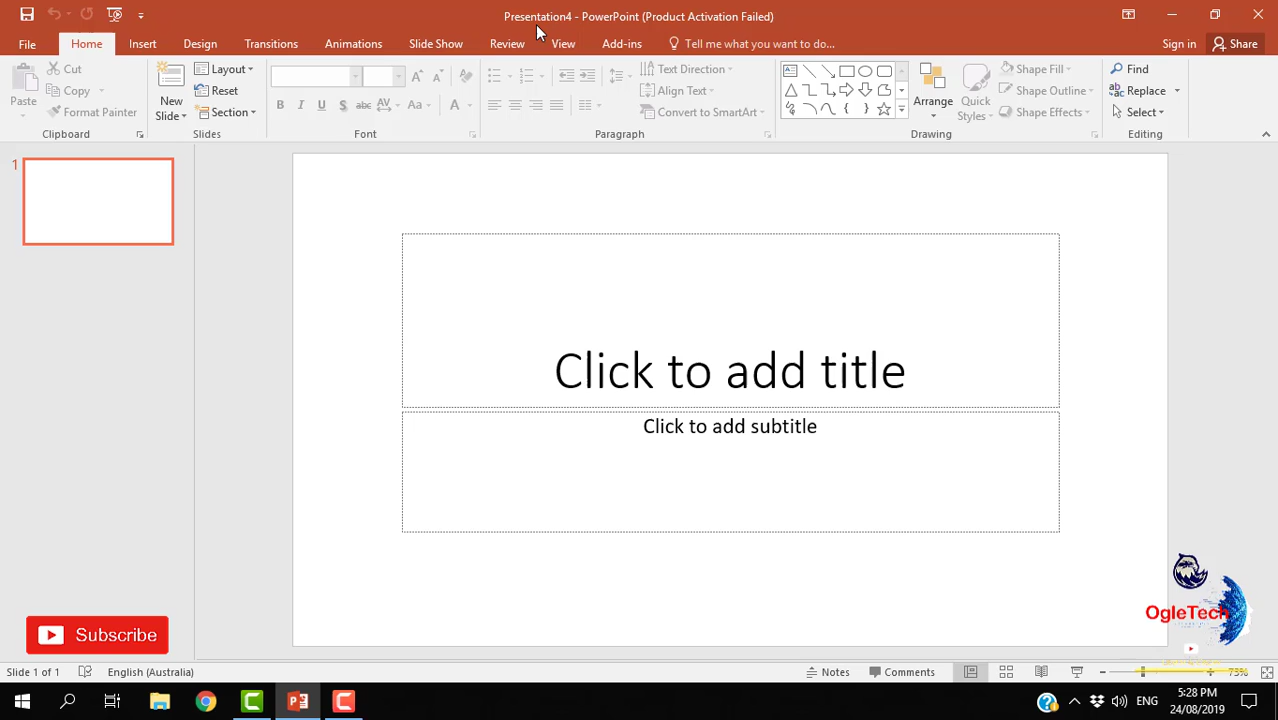 Presentation4 - PowerPoint (Product Activation Failed)
File Home Insert Design Transitions Animations Slide Show Review View Add-ins Tell me what you want to do... Sign in Share
Paste Cut Copy Format Painter
Clipboard
New Slide Layout Reset Section
Slides
B I U S abc AV Aa A
Font
Text Direction Align Text Convert to SmartArt
Paragraph
Arrange Quick Styles Shape Fill Shape Outline Shape Effects
Drawing
Find Replace Select
Editing
1
Click to add title
Click to add subtitle
OgleTech
Subscribe
Slide 1 of 1 English (Australia) Notes Comments 73%
ENG 5:28 PM
24/08/2019